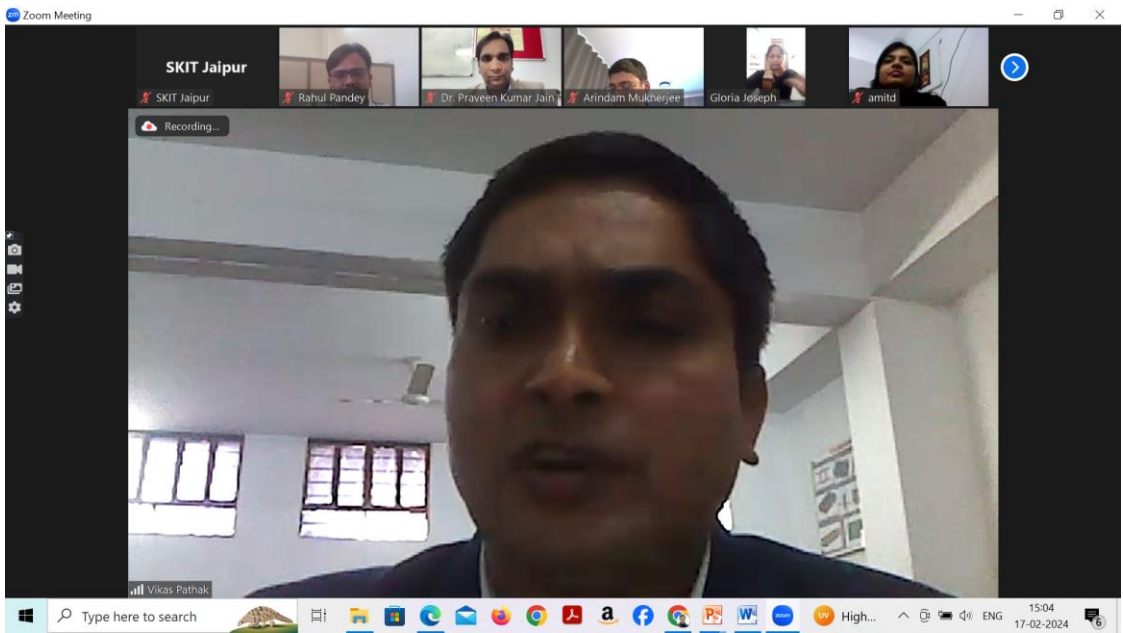 Zoom Meeting
SKIT Jaipur
SKIT Jaipur
Rahul Pandey
Dr. Praveen Kumar Jain
Arindam Mukherjee
Gloria Joseph
amitd
Recording...
Vikas Pathak
Type here to search
High...
ENG
15:04
17-02-2024
6